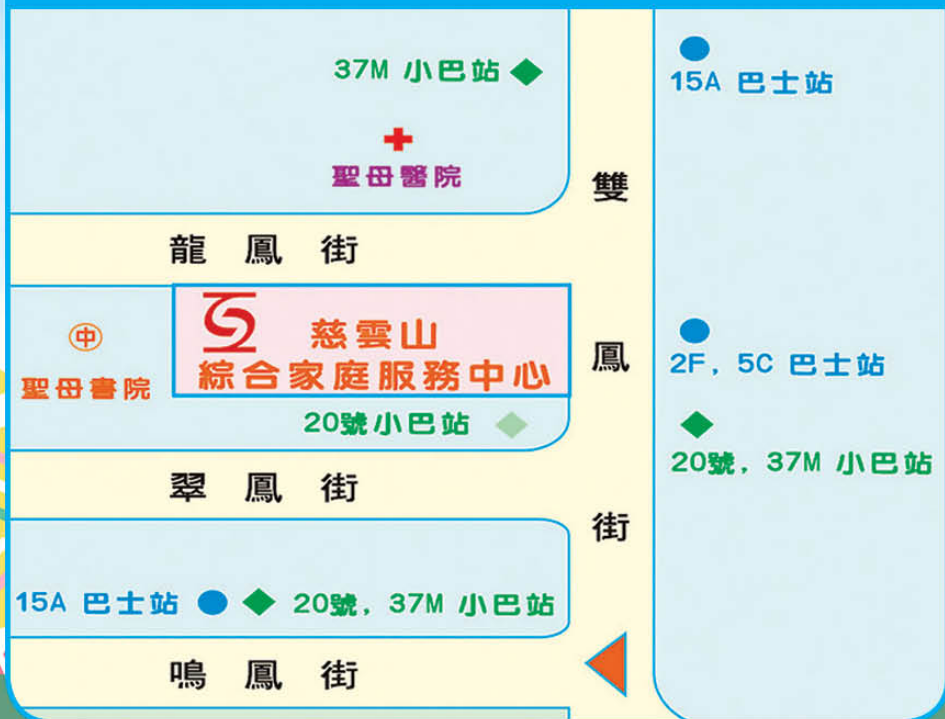 37M 小巴站
15A 巴士站
聖母醫院
雙鳳街
龍鳳街
慈雲山
綜合家庭服務中心
中
聖母書院
2F, 5C 巴士站
20號小巴站
20號, 37M 小巴站
翠鳳街
15A 巴士站
20號, 37M 小巴站
鳴鳳街